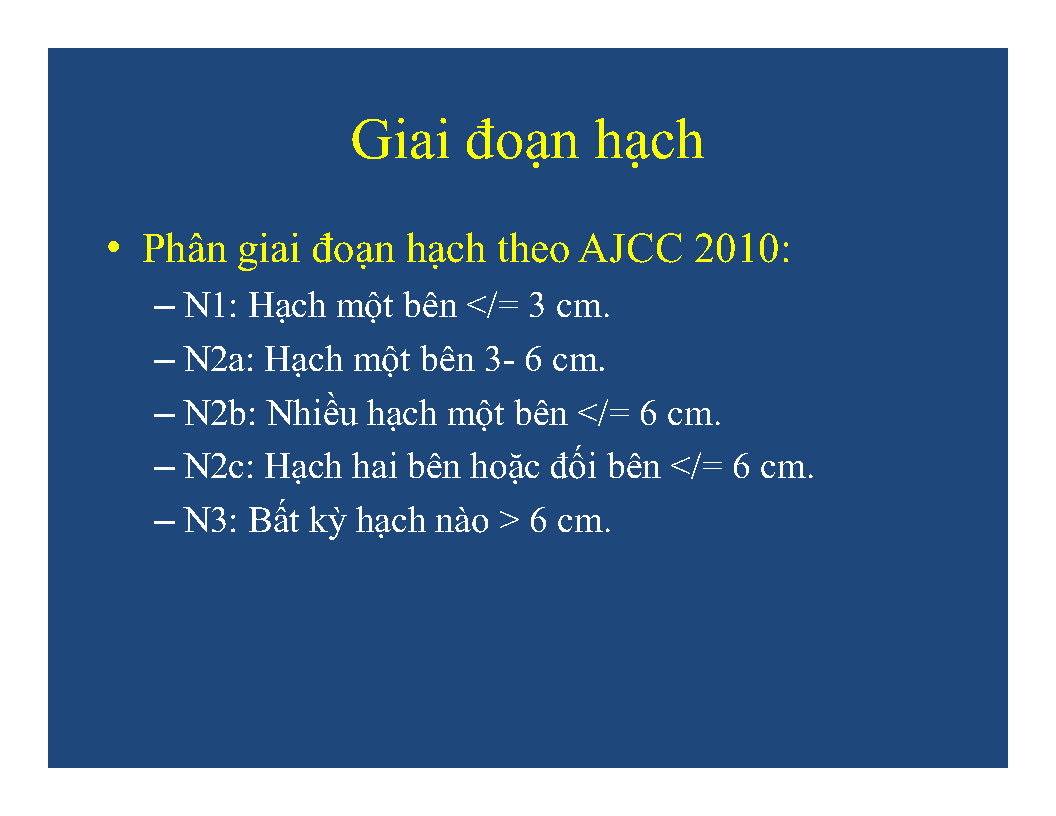 Giai đoạn hạch
• Phân giai đoạn hạch theo AJCC 2010:
– N1: Hạch một bên </= 3 cm.
– N2a: Hạch một bên 3- 6 cm.
– N2b: Nhiều hạch một bên </= 6 cm.
– N2c: Hạch hai bên hoặc đối bên </= 6 cm.
– N3: Bất kỳ hạch nào > 6 cm.